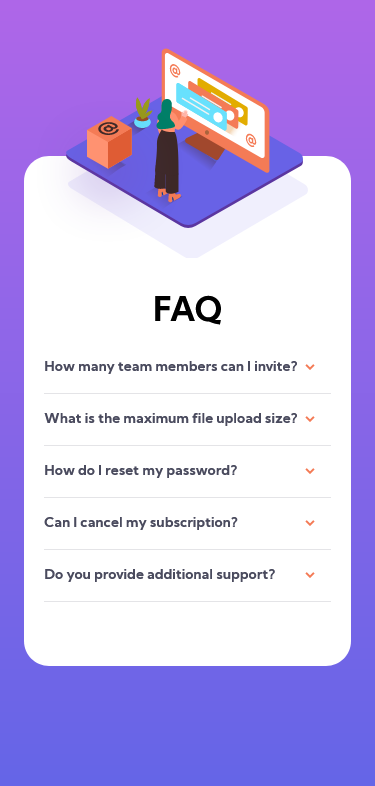 @
@
@
FAQ
How many team members can I invite?
What is the maximum file upload size?
How do I reset my password?
Can I cancel my subscription?
Do you provide additional support?